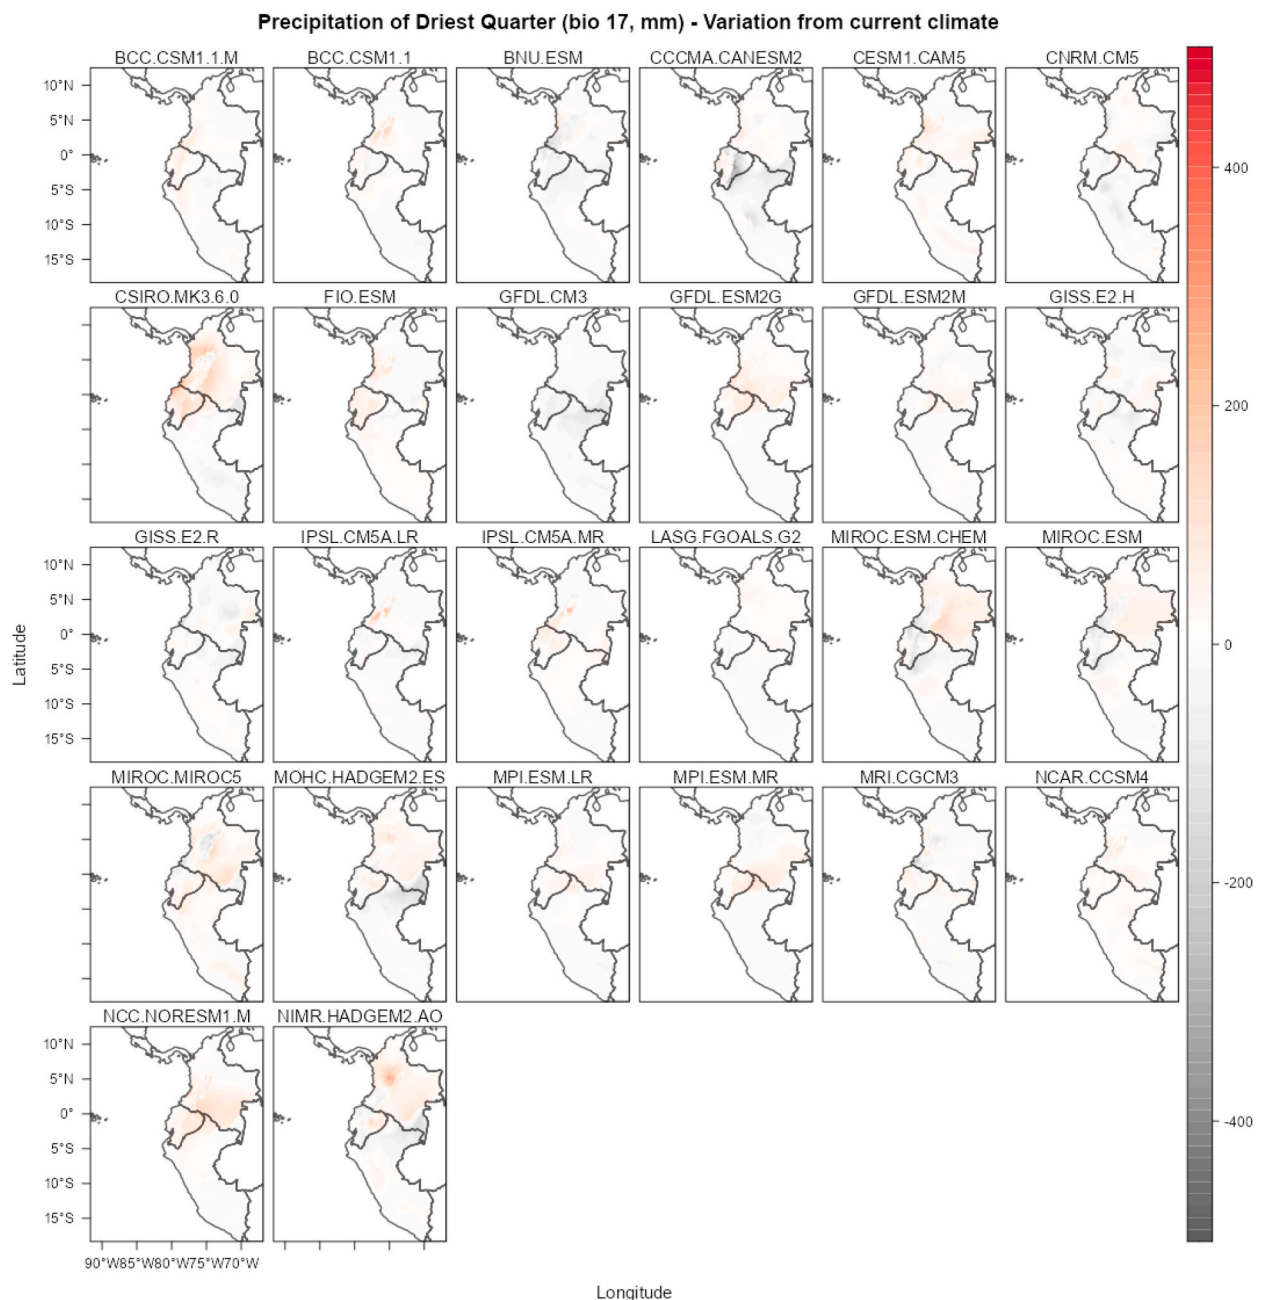 Precipitation of Driest Quarter (bio 17, mm) - Variation from current climate
BCC.CSM1.1.M BCC.CSM1.1 BNU.ESM CCCMA.CANESM2 CESM1.CAM5 CNRM.CM5
10°N
5°N
0°
5°S
10°S
15°S
CSIRO.MK3.6.0 FIO.ESM GFDL.CM3 GFDL.ESM2G GFDL.ESM2M GISS.E2.H
GISS.E2.R IPSL.CM5A.LR IPSL.CM5A.MR LASG.FGOALS.G2 MIROC.ESM.CHEM MIROC.ESM
10°N
5°N
0°
5°S
10°S
15°S
MIROC.MIROC5 MOHC.HADGEM2.ES MPI.ESM.LR MPI.ESM.MR MRI.CGCM3 NCAR.CCSM4
NCC.NORESM1.M NIMR.HADGEM2.AO
10°N
5°N
0°
5°S
10°S
15°S
90°W85°W80°W75°W70°W
Latitude
Longitude
400
200
0
-200
-400